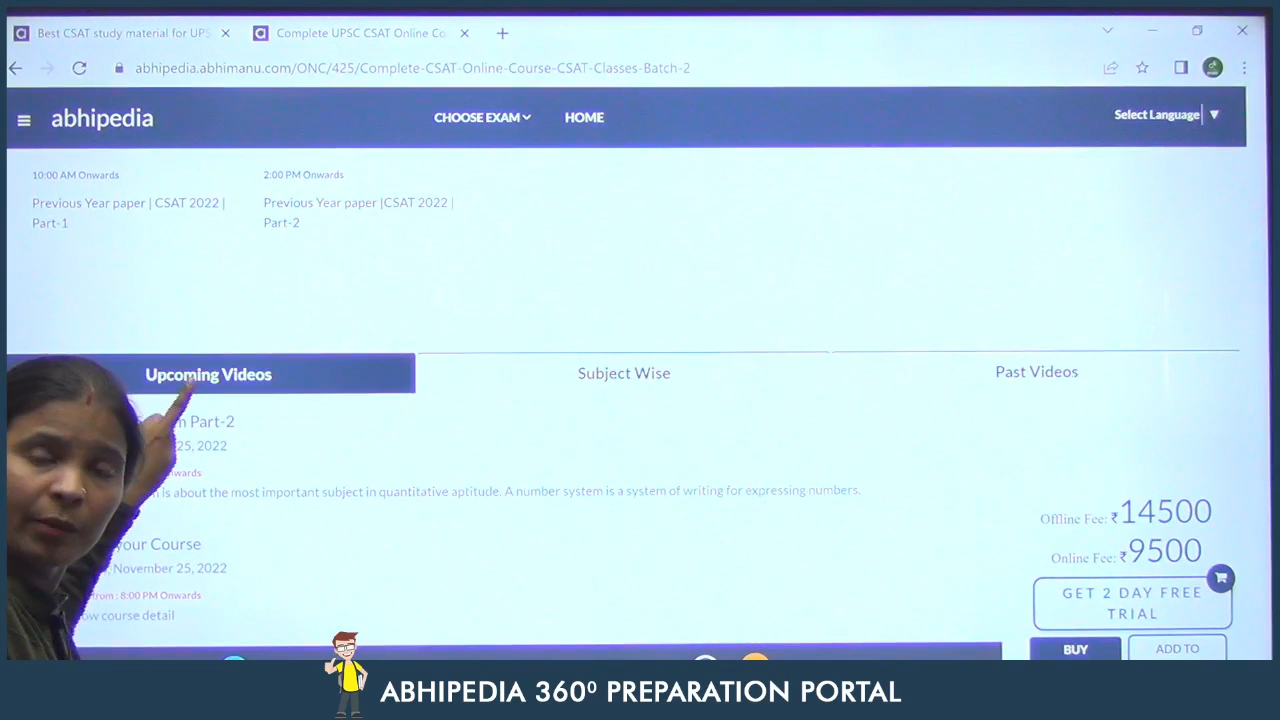 Best CSAT study material for UPS
Complete UPSC CSAT Online Co
abhipedia.abhimanu.com/ONC/425/Complete-CSAT-Online-Course-CSAT-Classes-Batch-2
abhipedia
CHOOSE EXAM
HOME
Select Language
10:00 AM Onwards
2:00 PM Onwards
Previous Year paper | CSAT 2022 |
Part-1
Previous Year paper |CSAT 2022 |
Part-2
Upcoming Videos
Subject Wise
Past Videos
Part-2
25, 2022
is about the most important subject in quantitative aptitude. A number system is a system of writing for expressing numbers.
Offline Fee: ₹14500
Online Fee: ₹9500
your Course
, November 25, 2022
from : 8:00 PM Onwards
course detail
GET 2 DAY FREE
TRIAL
BUY
ADD TO
ABHIPEDIA 360⁰ PREPARATION PORTAL